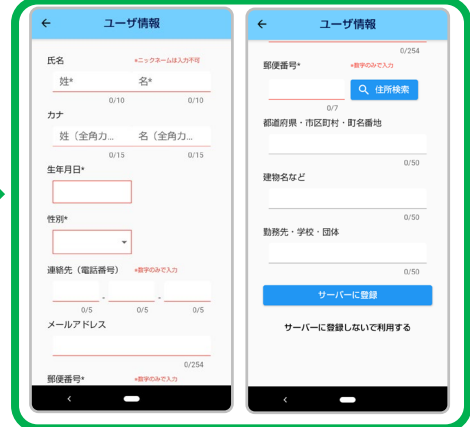 ユーザ情報
氏名 *ニックネームは入力不可
姓* 名*
0/10 0/10
カナ
姓（全角カ... 名（全角カ...
0/15 0/15
生年月日*
性別*
連絡先（電話番号） *数字のみで入力
- -
0/5 0/5 0/5
メールアドレス
0/254
郵便番号* *数字のみで入力
ユーザ情報
0/254
郵便番号* *数字のみで入力
住所検索
0/7
都道府県・市区町村・町名番地
0/50
建物名など
0/50
勤務先・学校・団体
0/50
サーバーに登録
サーバーに登録しないで利用する